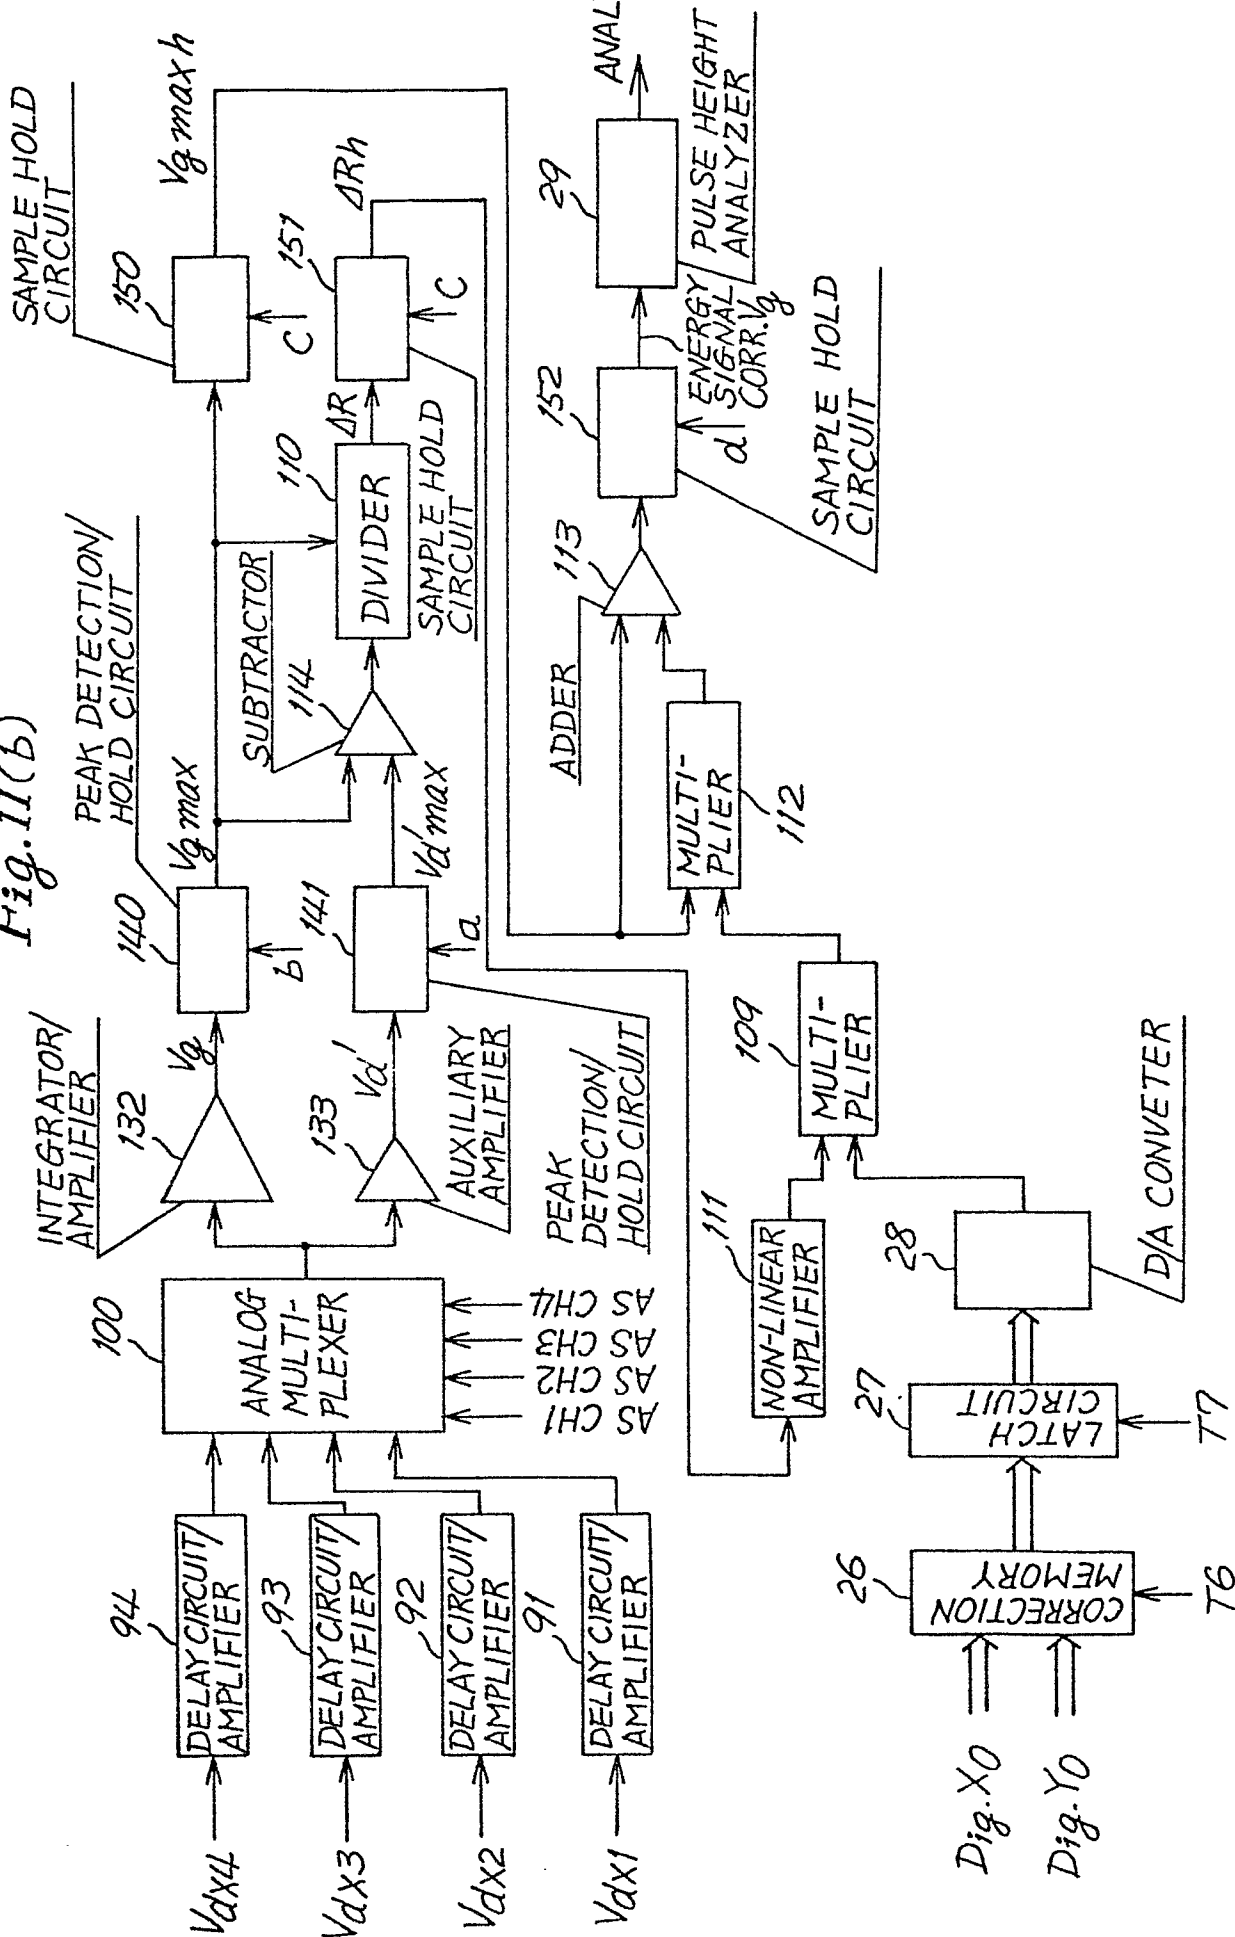 Fig. 11(b)
Vdx4
94
DELAY CIRCUIT/
AMPLIFIER
Vdx3
93
DELAY CIRCUIT/
AMPLIFIER
Vdx2
92
DELAY CIRCUIT/
AMPLIFIER
Vdx1
91
DELAY CIRCUIT/
AMPLIFIER
100
ANALOG
MULTI-
PLEXER
AS CH1
AS CH2
AS CH3
AS CH4
INTEGRATOR/
AMPLIFIER
132
Vg
133
Vd'
AUXILIARY
AMPLIFIER
PEAK DETECTION/
HOLD CIRCUIT
140
b
Vg max
141
a
Vd'max
PEAK
DETECTION/
HOLD CIRCUIT
SUBTRACTOR
114
110
DIVIDER
ΔR
SAMPLE HOLD
CIRCUIT
150
C
Vg max h
151
C
ΔRh
SAMPLE HOLD
CIRCUIT
111
NON-LINEAR
AMPLIFIER
109
MULTI-
PLIER
MULTI-
PLIER
112
ADDER
113
152
d
SAMPLE HOLD
CIRCUIT
ENERGY
SIGNAL
CORR.Vg
29
PULSE HEIGHT
ANALYZER
ANAL
Dig.X0
Dig.Y0
26
CORRECTION
MEMORY
T6
27
LATCH
CIRCUIT
T7
28
D/A CONVETER